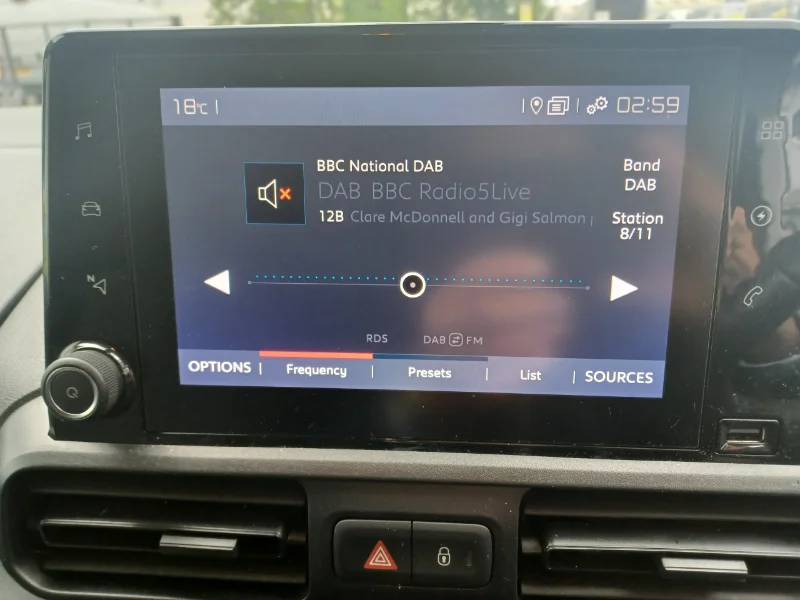 18°C
02:59
BBC National DAB
DAB BBC Radio5Live
12B Clare McDonnell and Gigi Salmon
Band
DAB
Station
8/11
RDS
DAB FM
OPTIONS
Frequency
Presets
List
SOURCES
N